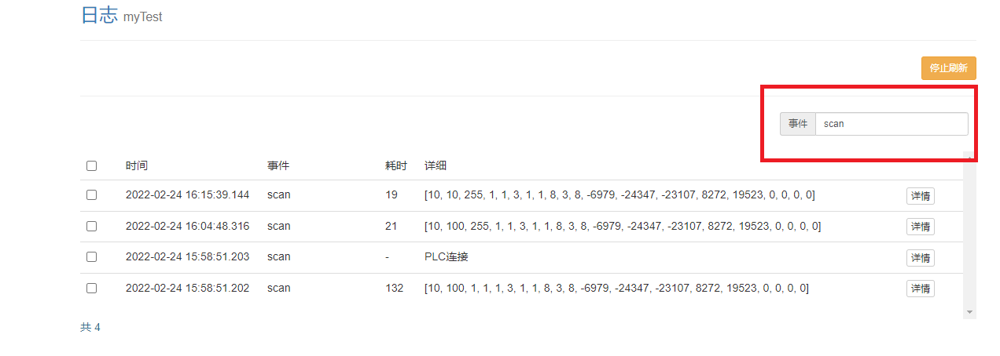 日志 myTest
停止刷新
事件 scan
时间 事件 耗时 详细
2022-02-24 16:15:39.144 scan 19 [10, 10, 255, 1, 1, 3, 1, 1, 8, 3, 8, -6979, -24347, -23107, 8272, 19523, 0, 0, 0, 0] 详情
2022-02-24 16:04:48.316 scan 21 [10, 100, 255, 1, 1, 3, 1, 1, 8, 3, 8, -6979, -24347, -23107, 8272, 19523, 0, 0, 0, 0] 详情
2022-02-24 15:58:51.203 scan - PLC连接 详情
2022-02-24 15:58:51.202 scan 132 [10, 100, 1, 1, 1, 3, 1, 1, 8, 3, 8, -6979, -24347, -23107, 8272, 19523, 0, 0, 0, 0] 详情
共 4